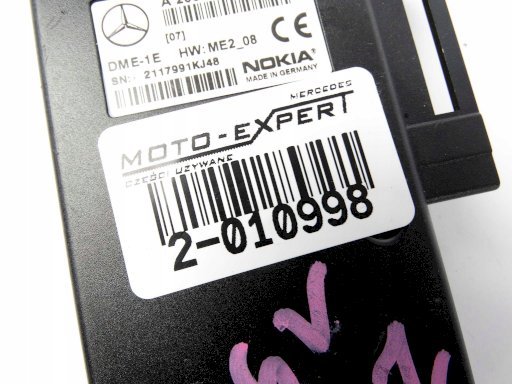 [07]
DME-1E HW: ME2_08
SN: 2117991KJ48
NOKIA
MADE IN GERMANY
MERCEDES
MOTO-EXPERT
CZĘŚCI UŻYWANE
2-010998